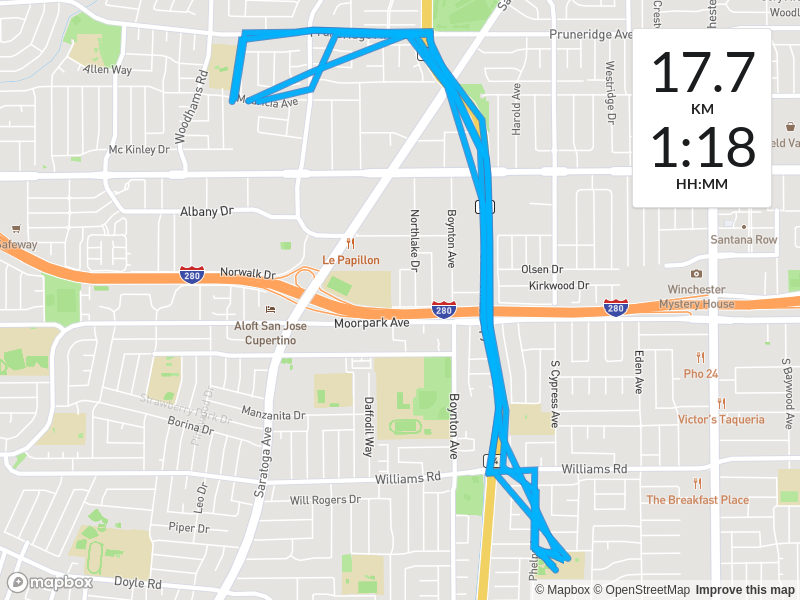 Pruneridge Ave
Allen Way
Woodhams Rd
Mc Kinley Dr
Harold Ave
Westridge Dr
17.7
KM
1:18
HH:MM
Albany Dr
Northlake Dr
Boynton Ave
Safeway
Le Papillon
Norwalk Dr
280
280
280
Olsen Dr
Kirkwood Dr
Santana Row
Winchester
Mystery House
Aloft San Jose
Cupertino
Moorpark Ave
S Cypress Ave
Eden Ave
Pho 24
S Baywood Ave
Daffodil Way
Boynton Ave
Manzanita Dr
Borina Dr
Saratoga Ave
Victor's Taqueria
Williams Rd
Williams Rd
Leo Dr
Will Rogers Dr
The Breakfast Place
Piper Dr
Doyle Rd
mapbox
© Mapbox © OpenStreetMap Improve this map